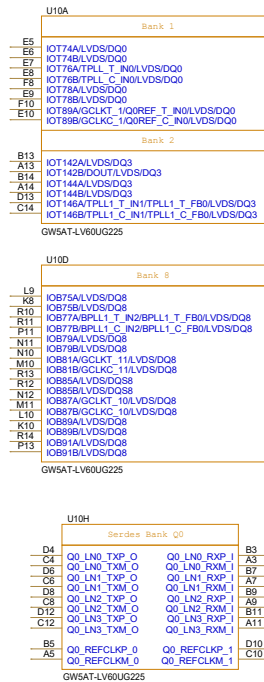 U10A
Bank 1
E5 IOT74A/LVDS/DQ0
E6 IOT74B/LVDS/DQ0
E7 IOT76A/TPLL_T_IN0/LVDS/DQ0
E8 IOT76B/TPLL_C_IN0/LVDS/DQ0
F8 IOT78A/LVDS/DQ0
E9 IOT78B/LVDS/DQ0
F10 IOT89A/GCLKT_1/Q0REF_T_IN0/LVDS/DQ0
E10 IOT89B/GCLKC_1/Q0REF_C_IN0/LVDS/DQ0
Bank 2
B13 IOT142A/LVDS/DQ3
A13 IOT142B/DOUT/LVDS/DQ3
B14 IOT144A/LVDS/DQ3
A14 IOT144B/LVDS/DQ3
D13 IOT146A/TPLL1_T_IN1/TPLL1_T_FB0/LVDS/DQ3
C14 IOT146B/TPLL1_C_IN1/TPLL1_C_FB0/LVDS/DQ3
GW5AT-LV60UG225
U10D
Bank 8
L9 IOB75A/LVDS/DQ8
K8 IOB75B/LVDS/DQ8
R10 IOB77A/BPLL1_T_IN2/BPLL1_T_FB0/LVDS/DQ8
R11 IOB77B/BPLL1_C_IN2/BPLL1_C_FB0/LVDS/DQ8
P11 IOB79A/LVDS/DQ8
N11 IOB79B/LVDS/DQ8
N10 IOB81A/GCLKT_11/LVDS/DQ8
M10 IOB81B/GCLKC_11/LVDS/DQ8
R13 IOB85A/LVDS/DQS8
R12 IOB85B/LVDS/DQS8
N12 IOB87A/GCLKT_10/LVDS/DQ8
M11 IOB87B/GCLKC_10/LVDS/DQ8
L10 IOB89A/LVDS/DQ8
K10 IOB89B/LVDS/DQ8
R14 IOB91A/LVDS/DQ8
P13 IOB91B/LVDS/DQ8
GW5AT-LV60UG225
U10H
Serdes Bank Q0
D4 Q0_LN0_TXP_O Q0_LN0_RXP_I B3
C4 Q0_LN0_TXM_O Q0_LN0_RXM_I A3
D6 Q0_LN1_TXP_O Q0_LN1_RXP_I B7
C6 Q0_LN1_TXM_O Q0_LN1_RXM_I A7
D8 Q0_LN2_TXP_O Q0_LN2_RXP_I B9
C8 Q0_LN2_TXM_O Q0_LN2_RXM_I A9
D12 Q0_LN3_TXP_O Q0_LN3_RXP_I B11
C12 Q0_LN3_TXM_O Q0_LN3_RXM_I A11
B5 Q0_REFCLKP_0 Q0_REFCLKP_1 D10
A5 Q0_REFCLKM_0 Q0_REFCLKM_1 C10
GW5AT-LV60UG225